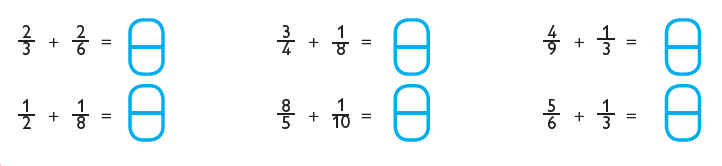 2/3 + 2/6 = 3/4 + 1/8 = 4/9 + 1/3 =
1/2 + 1/8 = 8/5 + 1/10 = 5/6 + 1/3 =